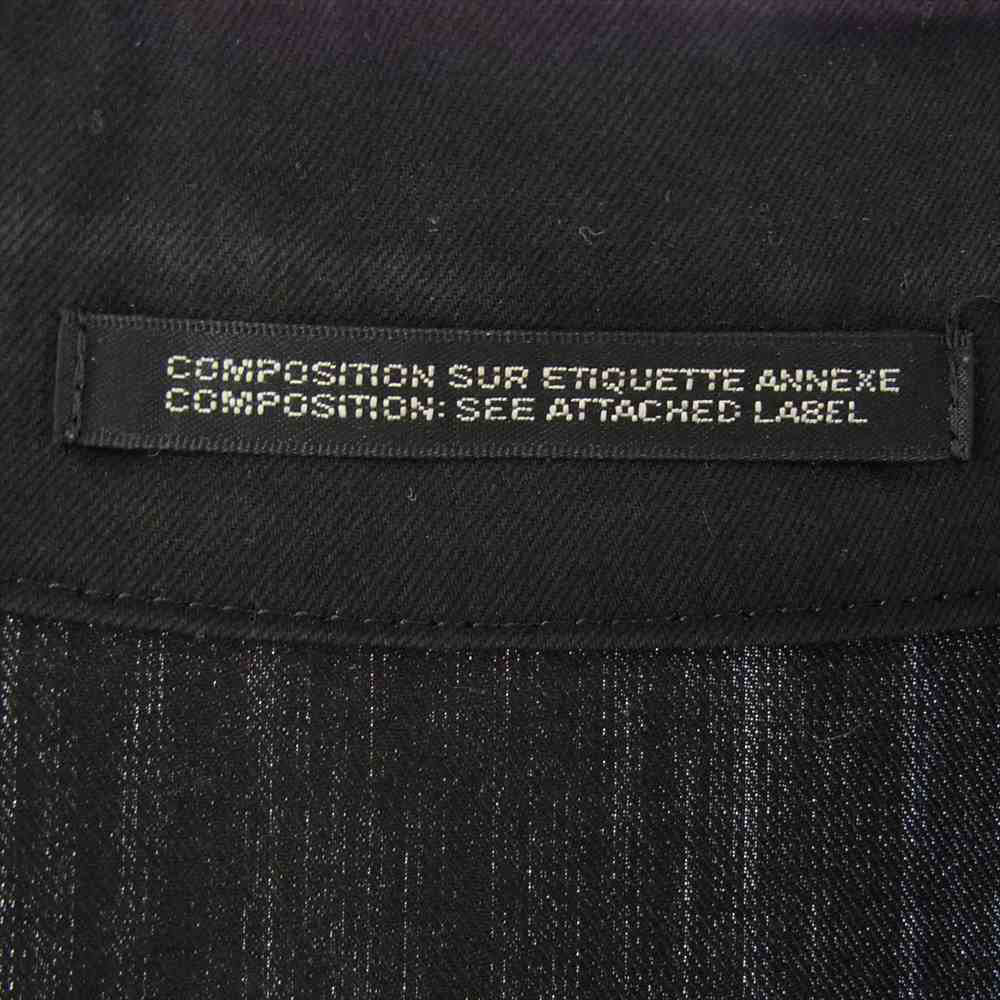 COMPOSITION SUR ETIQUETTE ANNEXE
COMPOSITION: SEE ATTACHED LABEL